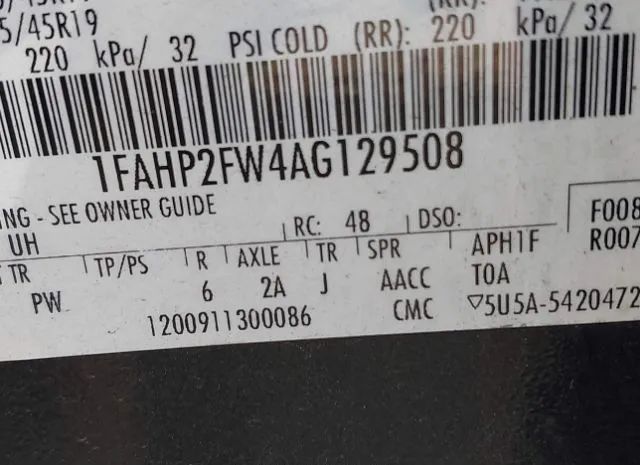 5/45R19
220 kPa/ 32 PSI COLD (RR): 220 kPa/ 32
1FAHP2FW4AG129508
NG - SEE OWNER GUIDE
RC: 48 DSO:
F008
UH
R007
TR TP/PS R AXLE TR SPR APH1F
PW 6 2A J AACC TOA
1200911300086 CMC ▽5U5A-5420472